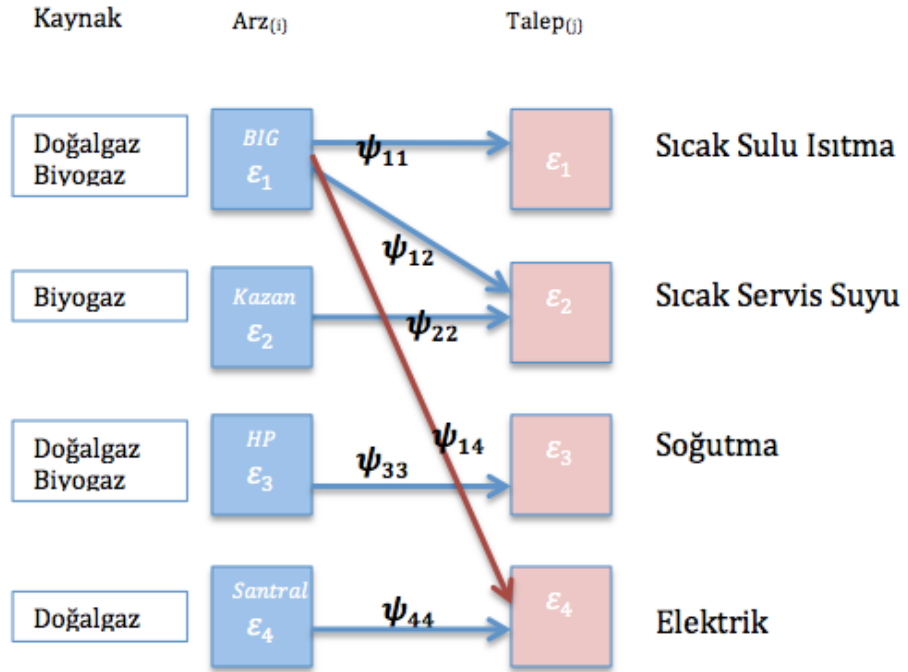 Kaynak Arz(i) Talep(j)
Doğalgaz
Biyogaz
BIG
ε1
ψ11
ε1
Sıcak Sulu Isıtma
ψ12
Biyogaz
Kazan
ε2
ψ22
ε2
Sıcak Servis Suyu
Doğalgaz
Biyogaz
HP
ε3
ψ33
ψ14
ε3
Soğutma
Doğalgaz
Santral
ε4
ψ44
ε4
Elektrik